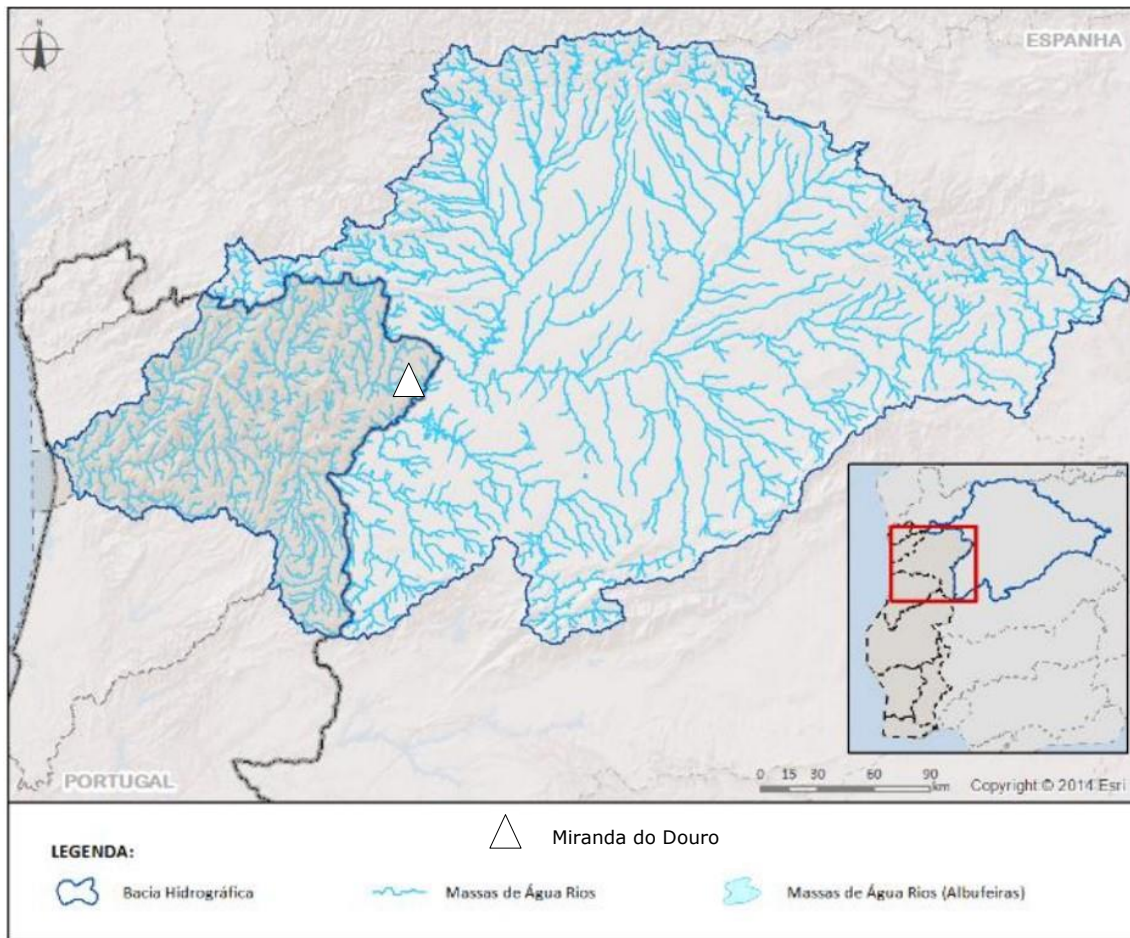 N
ESPANHA
PORTUGAL
0 15 30 60 90
km
Copyright © 2014 Esri
Miranda do Douro
LEGENDA:
Bacia Hidrográfica
Massas de Água Rios
Massas de Água Rios (Albufeiras)